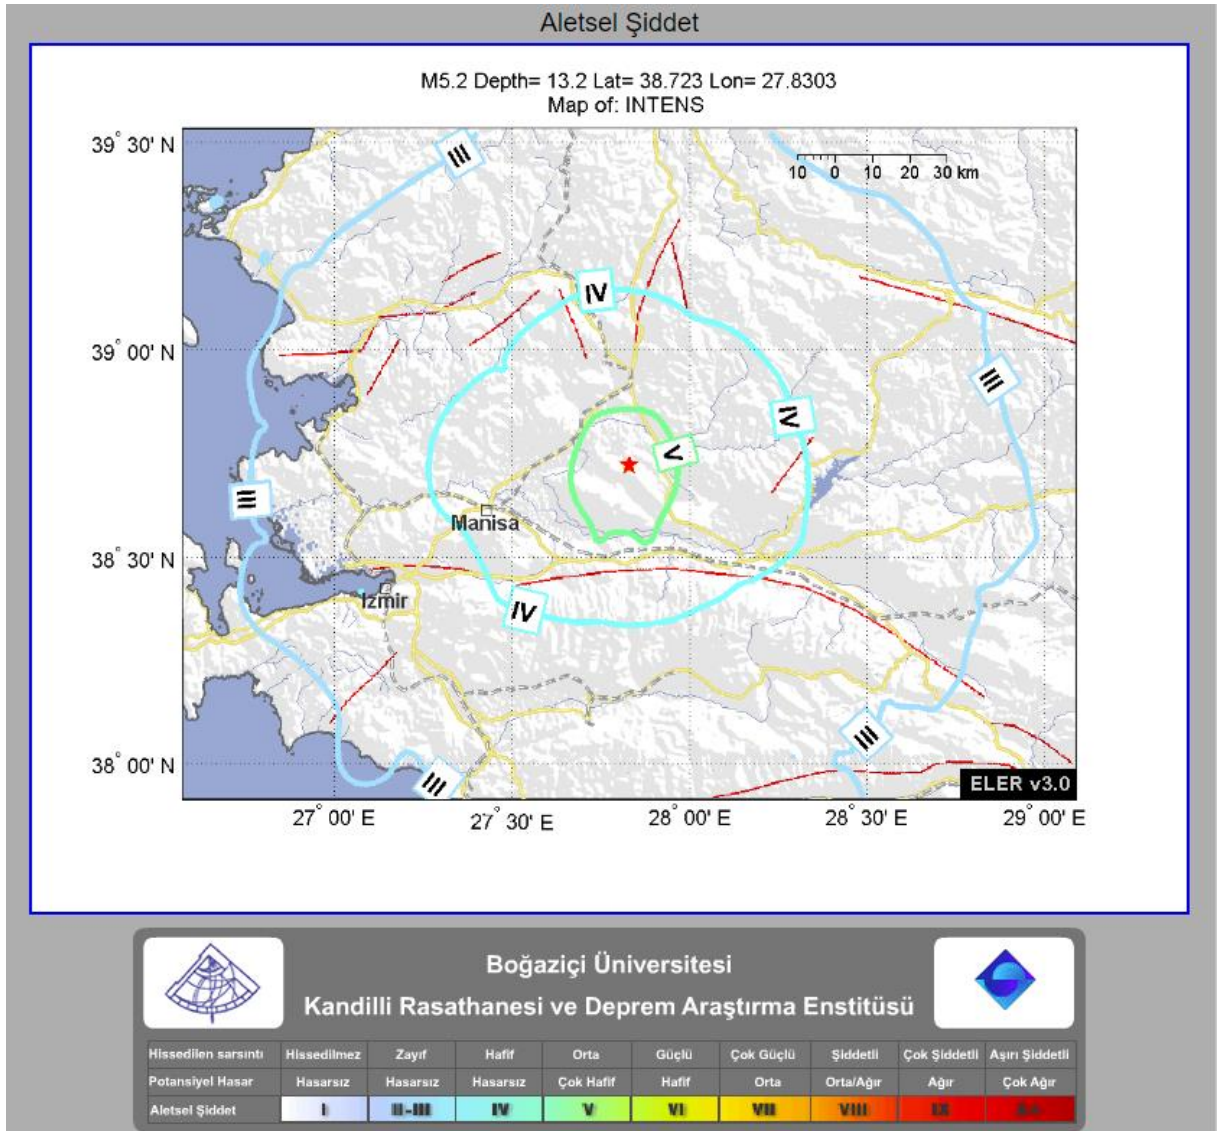 Aletsel Şiddet
M5.2 Depth= 13.2 Lat= 38.723 Lon= 27.8303
Map of: INTENS
39° 30' N
III
10 0 10 20 30 km
IV
39° 00' N
III
IV
V
III
Manisa
38° 30' N
Izmir
IV
III
38° 00' N
III
ELER v3.0
27° 00' E 27° 30' E 28° 00' E 28° 30' E 29° 00' E
Boğaziçi Üniversitesi
Kandilli Rasathanesi ve Deprem Araştırma Enstitüsü
Hissedilen sarsıntı Hissedilmez Zayıf Hafif Orta Güçlü Çok Güçlü Şiddetli Çok Şiddetli Aşırı Şiddetli
Potansiyel Hasar Hasarsız Hasarsız Hasarsız Çok Hafif Hafif Orta Orta/Ağır Ağır Çok Ağır
Aletsel Şiddet I II-III IV V VI VII VIII IX